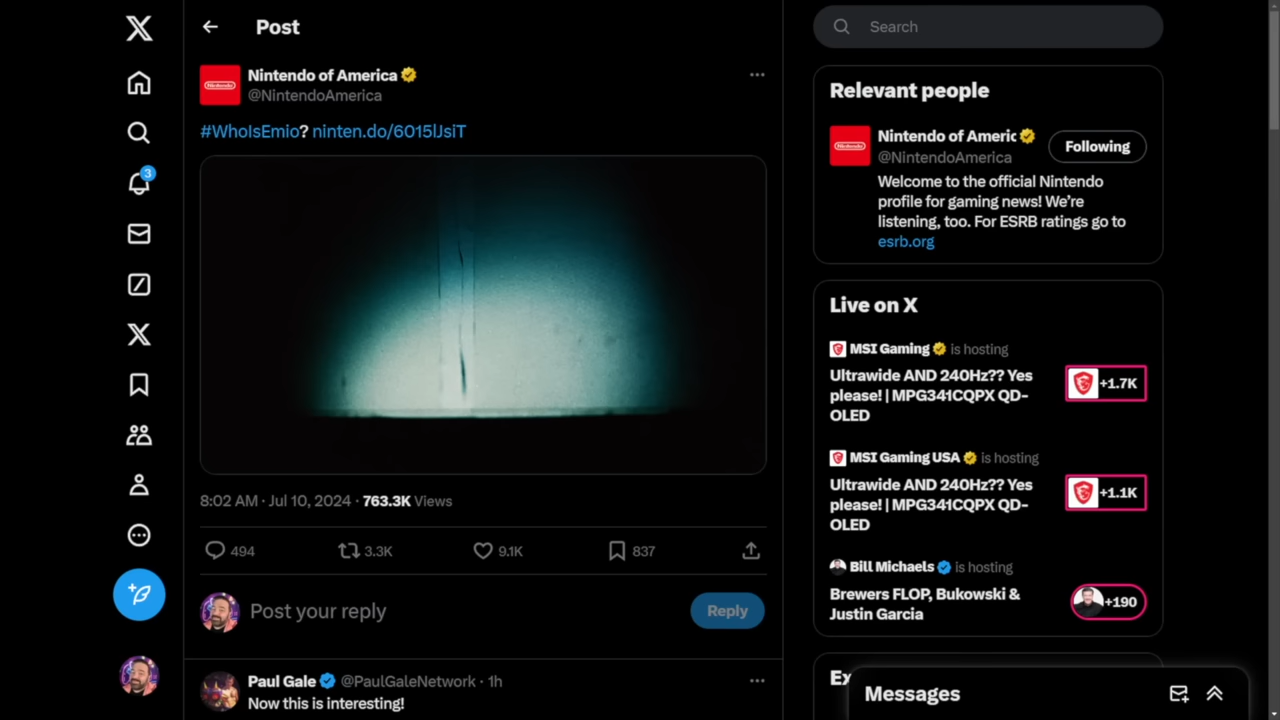 Post
Nintendo of America
@NintendoAmerica
#WhoIsEmio? ninten.do/6015lJsiT
8:02 AM · Jul 10, 2024 · 763.3K Views
494 3.3K 9.1K 837
Post your reply
Reply
Paul Gale @PaulGaleNetwork · 1h
Now this is interesting!
3
Search
Relevant people
Nintendo of Americ
@NintendoAmerica
Following
Welcome to the official Nintendo
profile for gaming news! We're
listening, too. For ESRB ratings go to
esrb.org
Live on X
MSI Gaming is hosting
Ultrawide AND 240Hz?? Yes
please! | MPG341CQPX QD-
OLED
+1.7K
MSI Gaming USA is hosting
Ultrawide AND 240Hz?? Yes
please! | MPG341CQPX QD-
OLED
+1.1K
Bill Michaels is hosting
Brewers FLOP, Bukowski &
Justin Garcia
+190
Ex
Messages